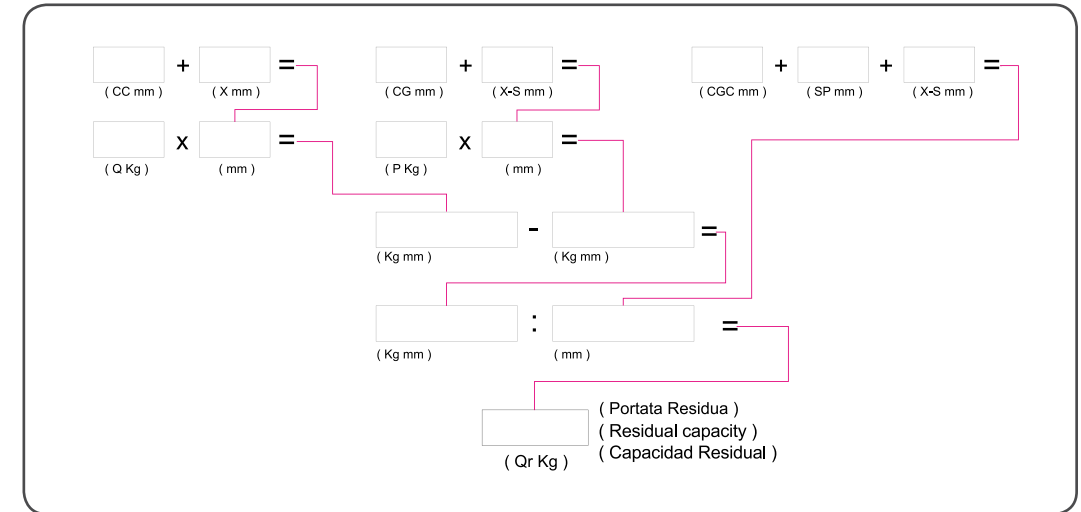 + = + = + + =
( CC mm ) ( X mm ) ( CG mm ) ( X-S mm ) ( CGC mm ) ( SP mm ) ( X-S mm )
x = x =
( Q Kg ) ( mm ) ( P Kg ) ( mm )
- =
( Kg mm ) ( Kg mm )
: =
( Kg mm ) ( mm )
( Portata Residua )
( Residual capacity )
( Capacidad Residual )
( Qr Kg )